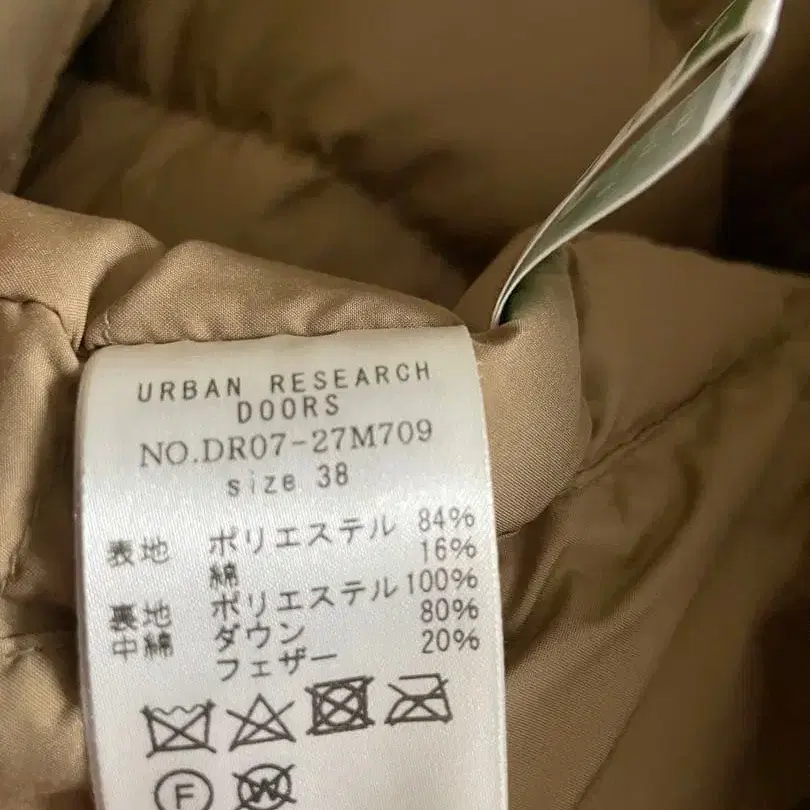 URBAN RESEARCH
DOORS
NO.DR07-27M709
size 38
表地 ポリエステル 84%
綿 16%
裏地 ポリエステル 100%
中綿 ダウン 80%
フェザー 20%
F W